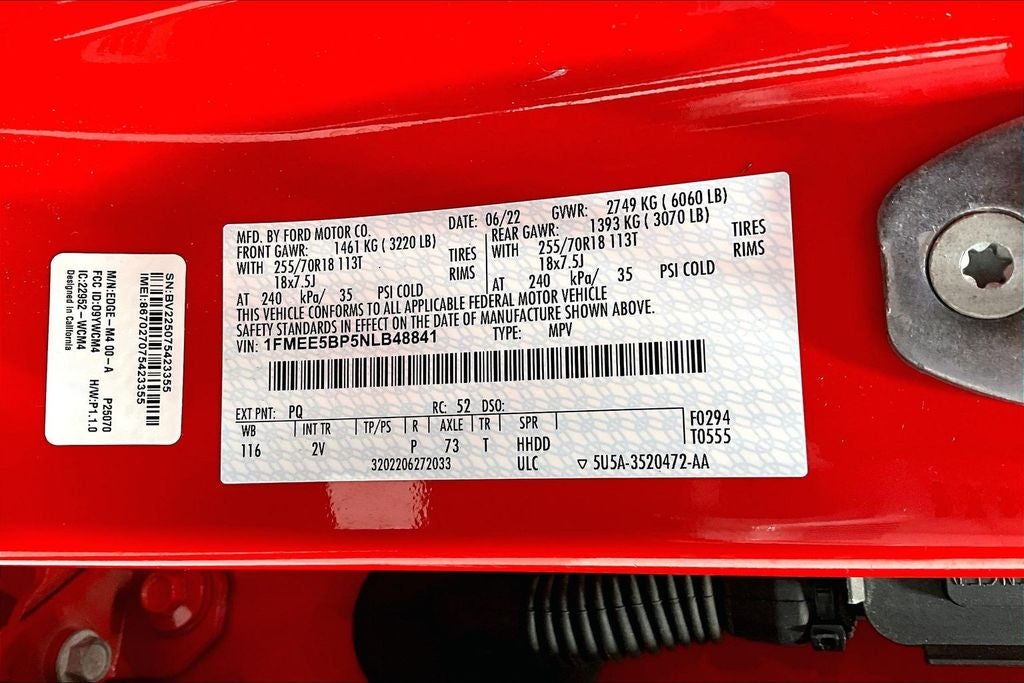 MFD. BY FORD MOTOR CO. DATE: 06/22 GVWR: 2749 KG ( 6060 LB)
FRONT GAWR: 1461 KG ( 3220 LB) REAR GAWR: 1393 KG ( 3070 LB)
WITH 255/70R18 113T TIRES WITH 255/70R18 113T TIRES
18x7.5J RIMS 18x7.5J RIMS
AT 240 kPa/ 35 PSI COLD AT 240 kPa/ 35 PSI COLD
THIS VEHICLE CONFORMS TO ALL APPLICABLE FEDERAL MOTOR VEHICLE
SAFETY STANDARDS IN EFFECT ON THE DATE OF MANUFACTURE SHOWN ABOVE.
VIN: 1FMEE5BP5NLB48841 TYPE: MPV
EXT PNT: PQ RC: 52 DSO:
WB INT TR TP/PS R AXLE TR SPR F0294
116 2V P 73 T HHDD T0555
3202206272033 ULC 5U5A-3520472-AA
SN:BV225075423355
IMEI:867027075423355
M/N:EDGE-M4 00-A P25070
FCC ID:O9YWCM4 H/W:P1.1.0
IC:22952-WCM4
Designed in California